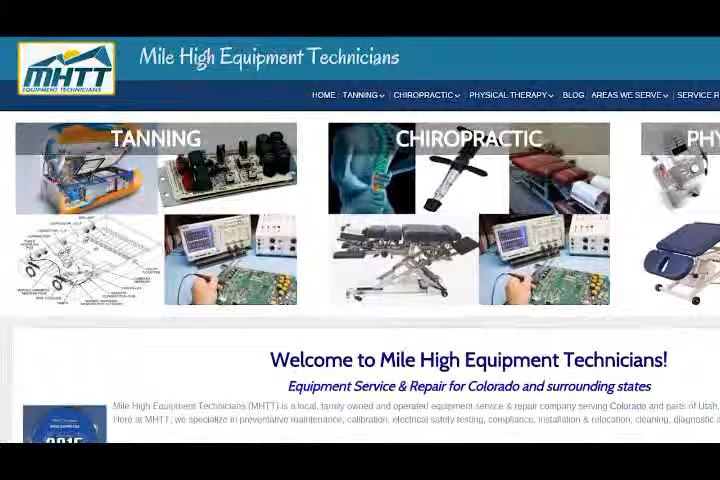 MHTT
EQUIPMENT TECHNICIANS
Mile High Equipment Technicians
HOME TANNING CHIROPRACTIC PHYSICAL THERAPY BLOG AREAS WE SERVE SERVICE R
TANNING CHIROPRACTIC PHY
Welcome to Mile High Equipment Technicians!
Equipment Service & Repair for Colorado and surrounding states
Mile High Equipment Technicians (MHTT) is a local, family owned and operated equipment service & repair company serving Colorado and parts of Utah,
Here at MHTT, we specialize in preventative maintenance, calibration, electrical safety testing, compliance, installation & relocation, cleaning, diagnostic
2015